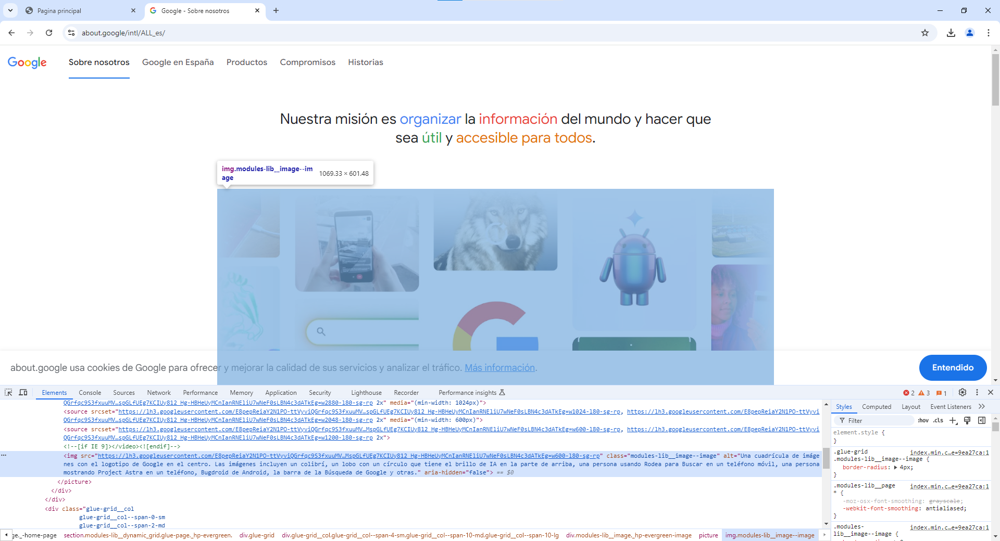 Pagina principal
Google - Sobre nosotros
about.google/intl/ALL_es/
Google
Sobre nosotros
Google en España
Productos
Compromisos
Historias
Nuestra misión es organizar la información del mundo y hacer que
sea útil y accesible para todos.
img.modules-lib__image--im
age
1069.33 × 601.48
about.google usa cookies de Google para ofrecer y mejorar la calidad de sus servicios y analizar el tráfico. Más información.
Entendido
Elements Console Sources Network Performance Memory Application Security Lighthouse Recorder Performance insights
2 3 1
QGrfqc9S3fxuuMV…spGLfUEg7KCIUy812_Hg-HBHeUyMCnIanRNEliU7wNeF0sLBN4c3dATkEg=w2880-l80-sg-rp 2x" media="(min-width: 1024px)">
<source srcset="https://lh3.googleusercontent.com/E8pepReiaY2N1PO-ttVyviQGrfqc9S3fxuuMV…spGLfUEg7KCIUy812_Hg-HBHeUyMCnIanRNEliU7wNeF0sLBN4c3dATkEg=w1024-l80-sg-rp, https://lh3.googleusercontent.com/E8pepReiaY2N1PO-ttVyvi
QGrfqc9S3fxuuMV…spGLfUEg7KCIUy812_Hg-HBHeUyMCnIanRNEliU7wNeF0sLBN4c3dATkEg=w2048-l80-sg-rp 2x" media="(min-width: 600px)">
<source srcset="https://lh3.googleusercontent.com/E8pepReiaY2N1PO-ttVyviQGrfqc9S3fxuuMV…MspGLfUEg7KCIUy812_Hg-HBHeUyMCnIanRNEliU7wNeF0sLBN4c3dATkEg=w600-l80-sg-rp, https://lh3.googleusercontent.com/E8pepReiaY2N1PO-ttVyvi
QGrfqc9S3fxuuMV…spGLfUEg7KCIUy812_Hg-HBHeUyMCnIanRNEliU7wNeF0sLBN4c3dATkEg=w1200-l80-sg-rp 2x">
<!--[if IE 9]></video><![endif]-->
<img src="https://lh3.googleusercontent.com/E8pepReiaY2N1PO-ttVyviQGrfqc9S3fxuuMV…MspGLfUEg7KCIUy812_Hg-HBHeUyMCnIanRNEliU7wNeF0sLBN4c3dATkEg=w600-l80-sg-rp" class="modules-lib__image--image" alt="Una cuadrícula de imáge
nes con el logotipo de Google en el centro. Las imágenes incluyen un colibrí, un lobo con un círculo que tiene el brillo de IA en la parte de arriba, una persona usando Rodea para Buscar en un teléfono móvil, una persona
mostrando Project Astra en un teléfono, Bugdroid de Android, la barra de la Búsqueda de Google y otras." aria-hidden="false"> == $0
</picture>
</div>
</div>
<div class="glue-grid__col
glue-grid__col--span-0-sm
glue-grid__col--span-2-md
ge._-home-page section.modules-lib__dynamic_grid.glue-page._hp-evergreen. div.glue-grid div.glue-grid__col.glue-grid__col--span-4-sm.glue-grid__col--span-10-md.glue-grid__col--span-10-lg div.modules-lib__image._hp-evergreen-image picture img.modules-lib__image--image
Styles Computed Layout Event Listeners
Filter :hov .cls
element.style {
}
.glue-grid index.min.c…e=9ea27ca:1
.modules-lib__image--image {
border-radius: 4px;
}
.modules-lib__page index.min.c…e=9ea27ca:1
* {
-moz-osx-font-smoothing: grayscale;
-webkit-font-smoothing: antialiased;
}
.modules- index.min.c…e=9ea27ca:1
lib__image--image {